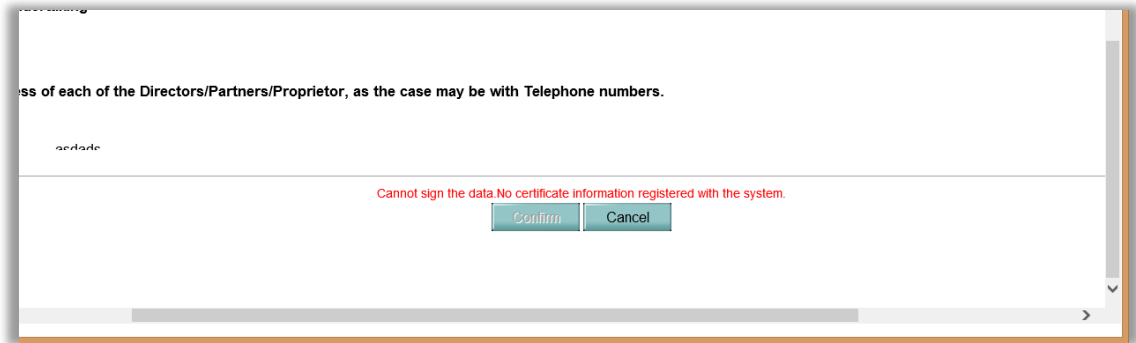 ess of each of the Directors/Partners/Proprietor, as the case may be with Telephone numbers.
asdads
Cannot sign the data.No certificate information registered with the system.
Confirm Cancel